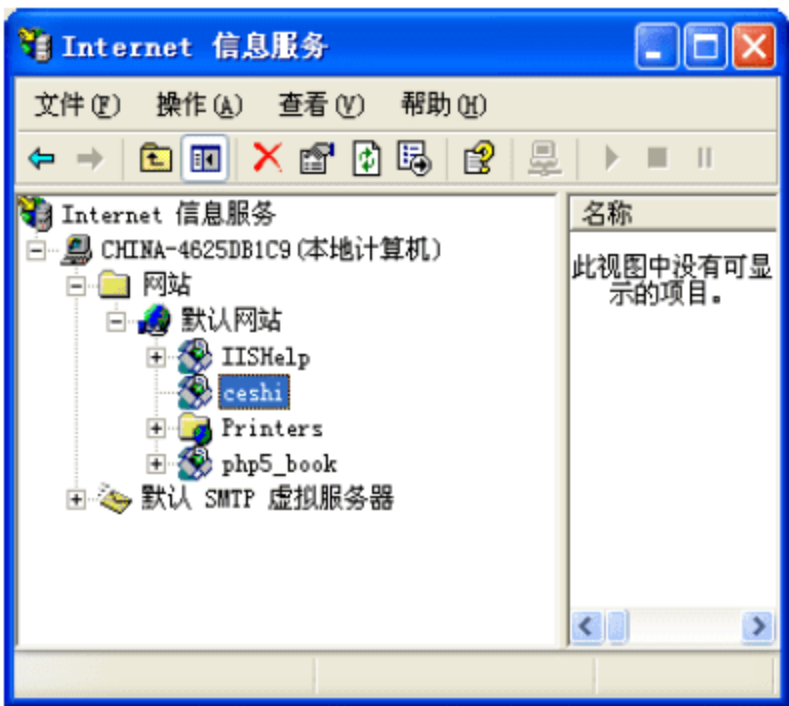 Internet 信息服务
文件(F) 操作(A) 查看(V) 帮助(H)
Internet 信息服务
CHINA-4625DB1C9(本地计算机)
网站
默认网站
IISHelp
ceshi
Printers
php5_book
默认 SMTP 虚拟服务器
名称
此视图中没有可显
示的项目。